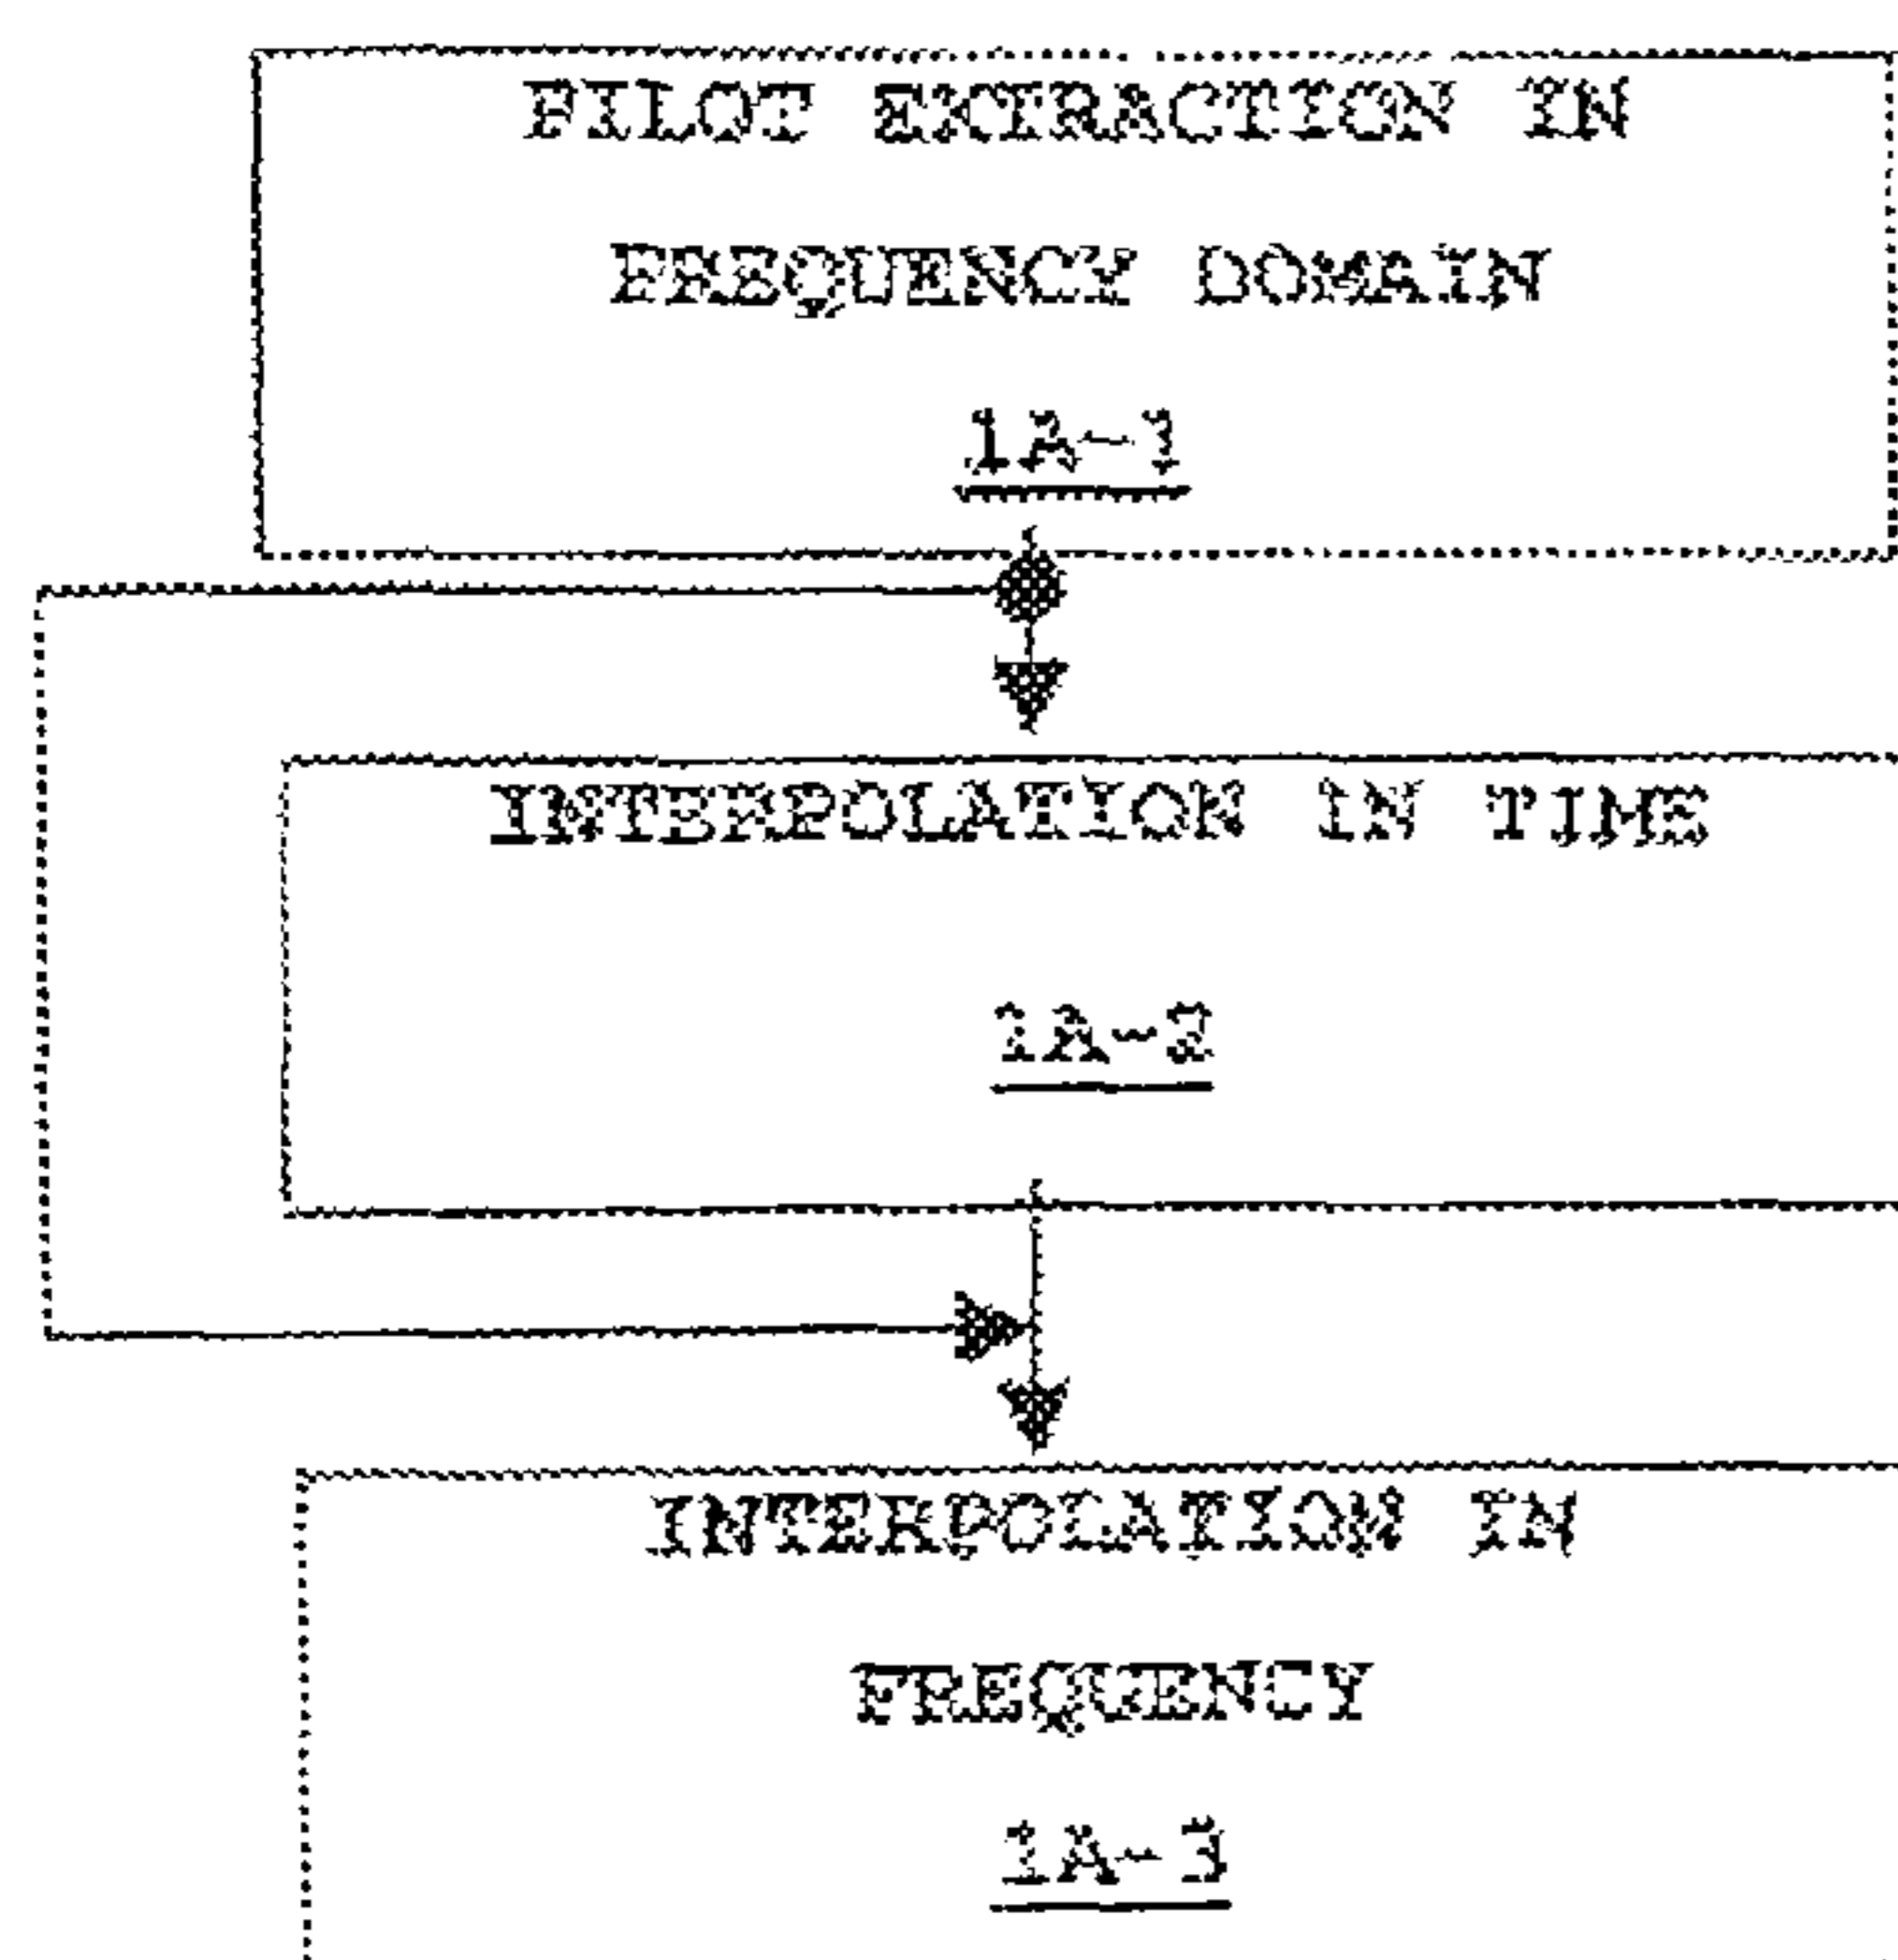 PILOT EXTRACTION IN
FREQUENCY DOMAIN
1A-1
INTERPOLATION IN TIME
1A-2
INTERPOLATION IN
FREQUENCY
1A-3